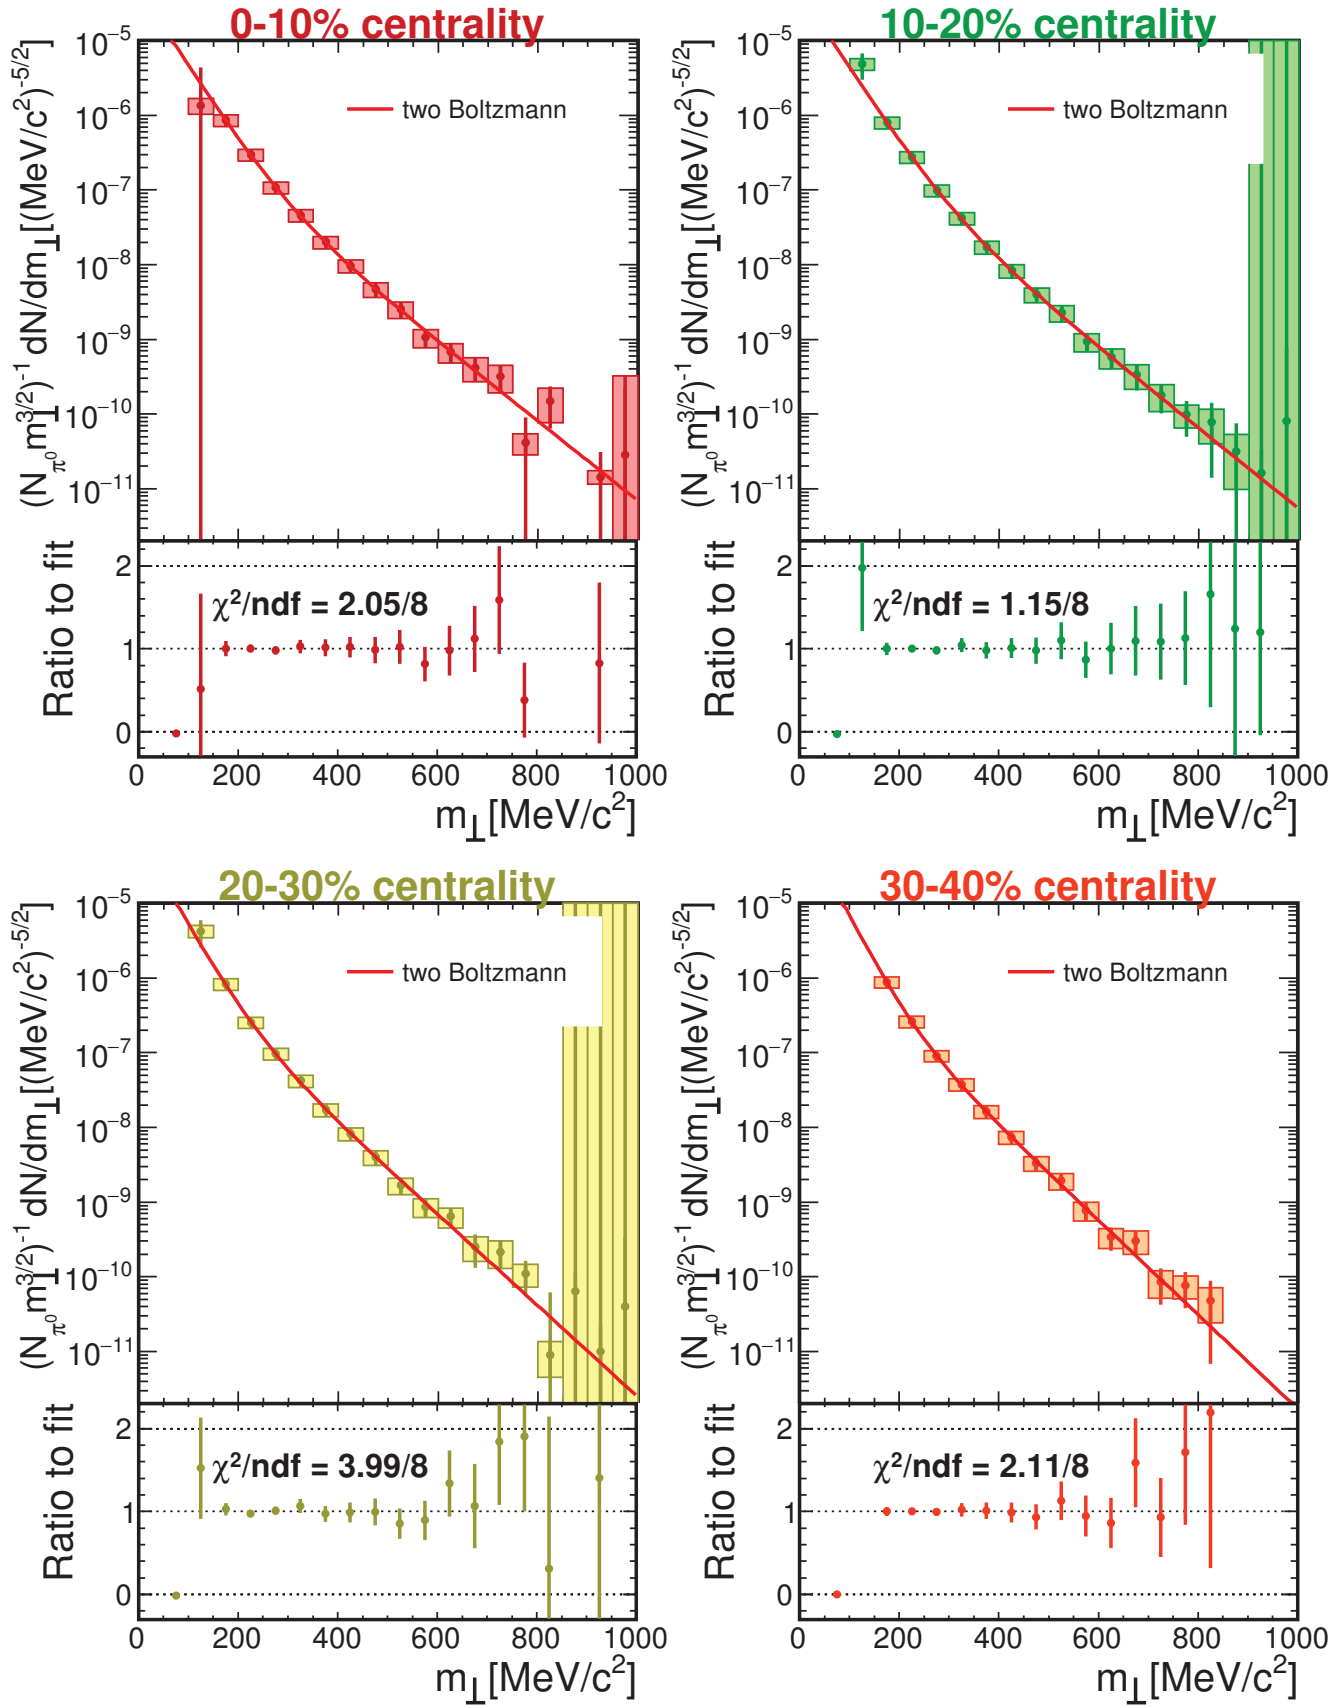 0-10% centrality
10⁻⁵
10⁻⁶
10⁻⁷
10⁻⁸
10⁻⁹
10⁻¹⁰
10⁻¹¹
two Boltzmann
(N_π⁰ m_⊥^3/2)⁻¹ dN/dm_⊥[(MeV/c²)^-5/2]
2
1
0
χ²/ndf = 2.05/8
Ratio to fit
0 200 400 600 800 1000
m_⊥[MeV/c²]
10-20% centrality
10⁻⁵
10⁻⁶
10⁻⁷
10⁻⁸
10⁻⁹
10⁻¹⁰
10⁻¹¹
two Boltzmann
(N_π⁰ m_⊥^3/2)⁻¹ dN/dm_⊥[(MeV/c²)^-5/2]
2
1
0
χ²/ndf = 1.15/8
Ratio to fit
0 200 400 600 800 1000
m_⊥[MeV/c²]
20-30% centrality
10⁻⁵
10⁻⁶
10⁻⁷
10⁻⁸
10⁻⁹
10⁻¹⁰
10⁻¹¹
two Boltzmann
(N_π⁰ m_⊥^3/2)⁻¹ dN/dm_⊥[(MeV/c²)^-5/2]
2
1
0
χ²/ndf = 3.99/8
Ratio to fit
0 200 400 600 800 1000
m_⊥[MeV/c²]
30-40% centrality
10⁻⁵
10⁻⁶
10⁻⁷
10⁻⁸
10⁻⁹
10⁻¹⁰
10⁻¹¹
two Boltzmann
(N_π⁰ m_⊥^3/2)⁻¹ dN/dm_⊥[(MeV/c²)^-5/2]
2
1
0
χ²/ndf = 2.11/8
Ratio to fit
0 200 400 600 800 1000
m_⊥[MeV/c²]